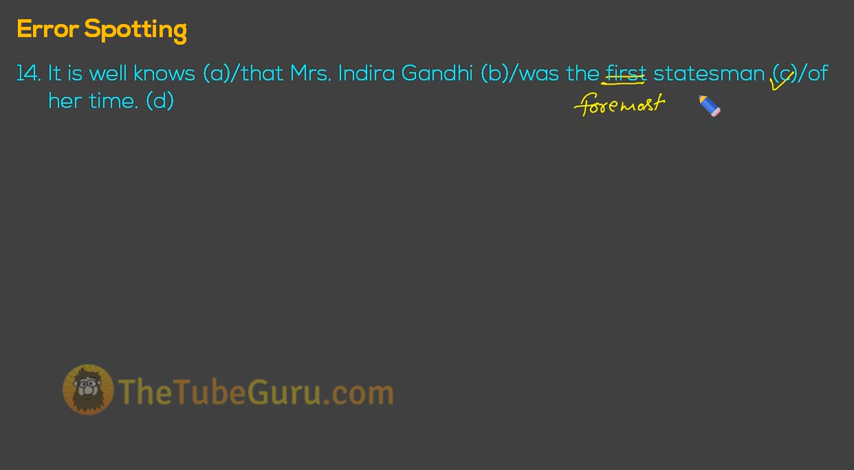 Error Spotting
14. It is well knows (a)/that Mrs. Indira Gandhi (b)/was the first statesman (c)/of
her time. (d)
foremost
TheTubeGuru.com